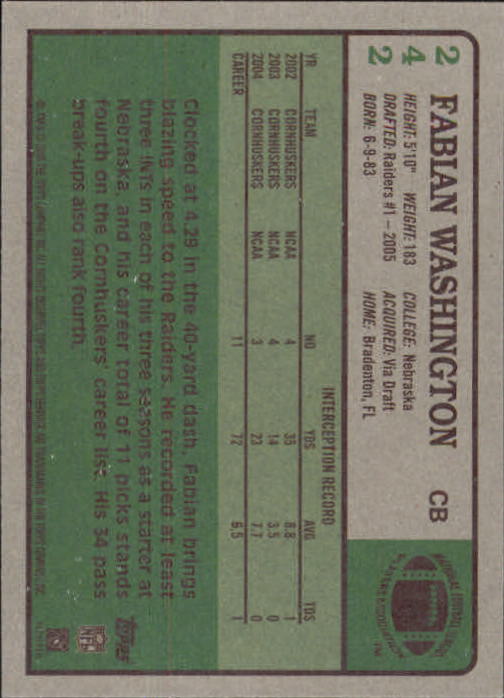 242
FABIAN WASHINGTON CB
HEIGHT: 5'10" WEIGHT: 183 COLLEGE: Nebraska
DRAFTED: Raiders #1 – 2005 ACQUIRED: Via Draft
BORN: 6-9-83 HOME: Bradenton, FL
NATIONAL FOOTBALL LEAGUE
PLAYERS ASSOCIATION
INTERCEPTION RECORD
YR TEAM NO YDS AVG TDS
2002 CORNHUSKERS NCAA 4 35 8.8 1
2003 CORNHUSKERS NCAA 4 14 3.5 0
2004 CORNHUSKERS NCAA 3 23 7.7 0
CAREER 11 72 6.5 1
Clocked at 4.29 in the 40-yard dash, Fabian brings
blazing speed to the Raiders. He recorded at least
three INTs in each of his three seasons as a starter at
Nebraska, and his career total of 11 picks stands
fourth on the Cornhuskers' career list. His 34 pass
break-ups also rank fourth.
TOPPS
NFL